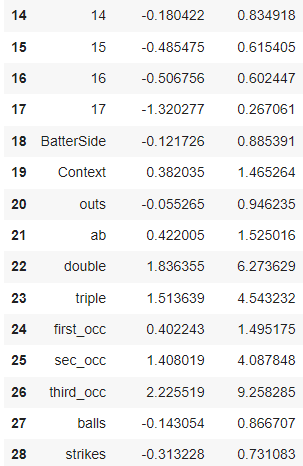 14 14 -0.180422 0.834918
15 15 -0.485475 0.615405
16 16 -0.506756 0.602447
17 17 -1.320277 0.267061
18 BatterSide -0.121726 0.885391
19 Context 0.382035 1.465264
20 outs -0.055265 0.946235
21 ab 0.422005 1.525016
22 double 1.836355 6.273629
23 triple 1.513639 4.543232
24 first_occ 0.402243 1.495175
25 sec_occ 1.408019 4.087848
26 third_occ 2.225519 9.258285
27 balls -0.143054 0.866707
28 strikes -0.313228 0.731083